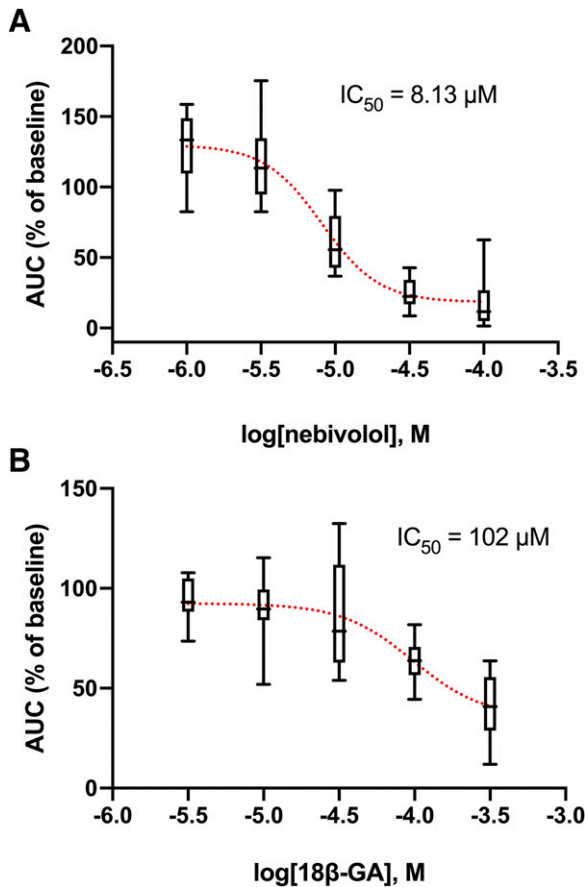 A
200
150
100
50
0
AUC (% of baseline)
IC50 = 8.13 µM
-6.5 -6.0 -5.5 -5.0 -4.5 -4.0 -3.5
log[nebivolol], M
B
150
100
50
0
AUC (% of baseline)
IC50 = 102 µM
-6.0 -5.5 -5.0 -4.5 -4.0 -3.5 -3.0
log[18β-GA], M